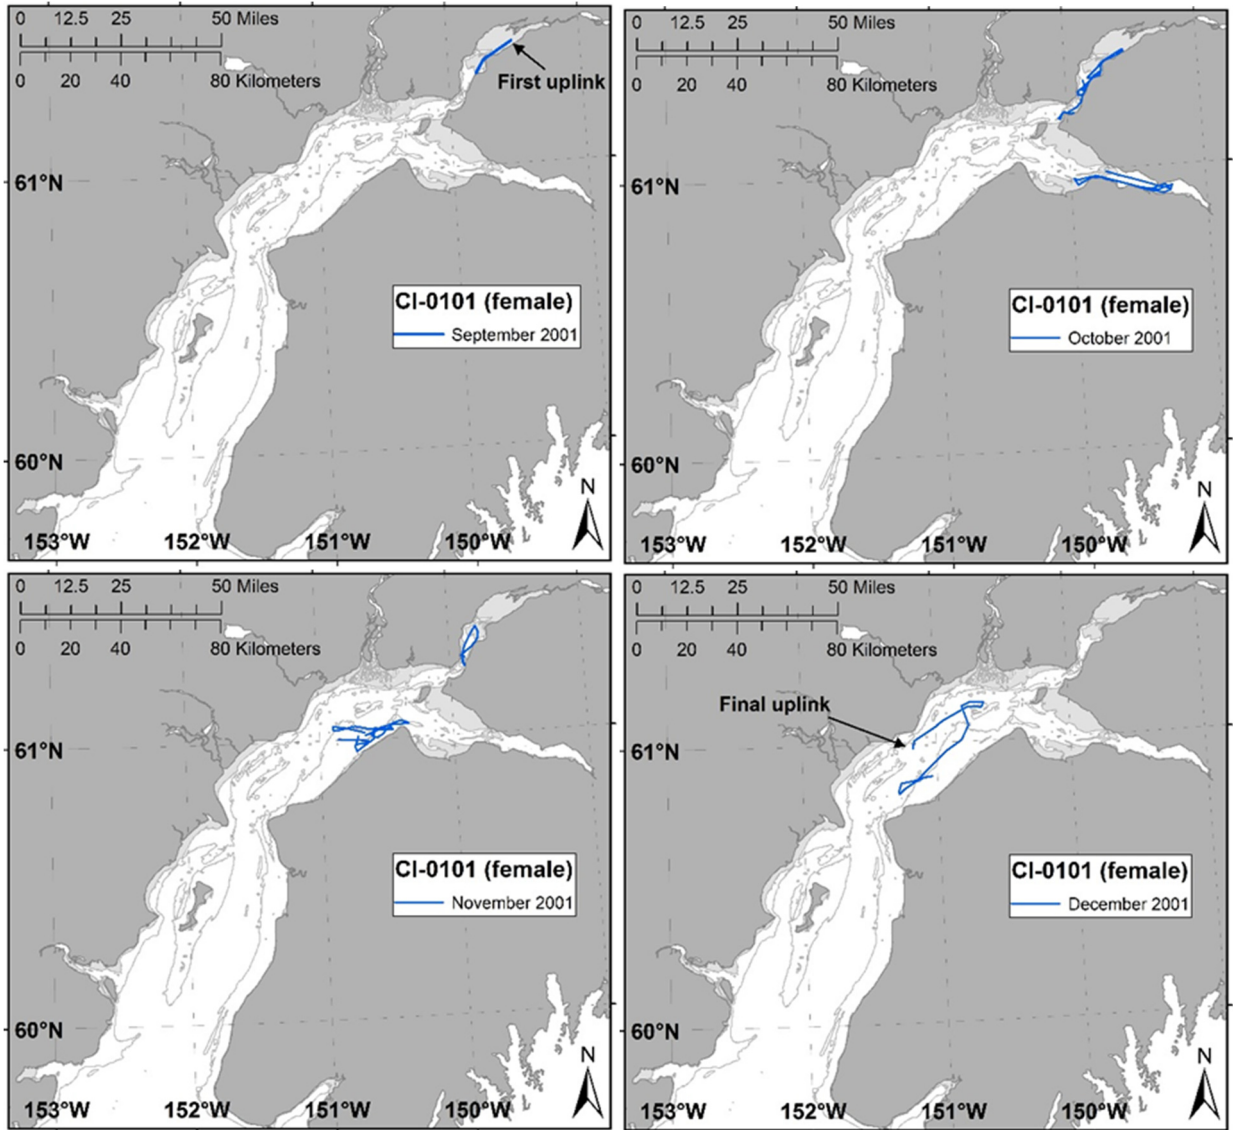 0 12.5 25 50 Miles
0 20 40 80 Kilometers
First uplink
61°N
CI-0101 (female)
September 2001
60°N
N
153°W 152°W 151°W 150°W
0 12.5 25 50 Miles
0 20 40 80 Kilometers
61°N
CI-0101 (female)
October 2001
60°N
N
153°W 152°W 151°W 150°W
0 12.5 25 50 Miles
0 20 40 80 Kilometers
61°N
CI-0101 (female)
November 2001
60°N
N
153°W 152°W 151°W 150°W
0 12.5 25 50 Miles
0 20 40 80 Kilometers
Final uplink
61°N
CI-0101 (female)
December 2001
60°N
N
153°W 152°W 151°W 150°W